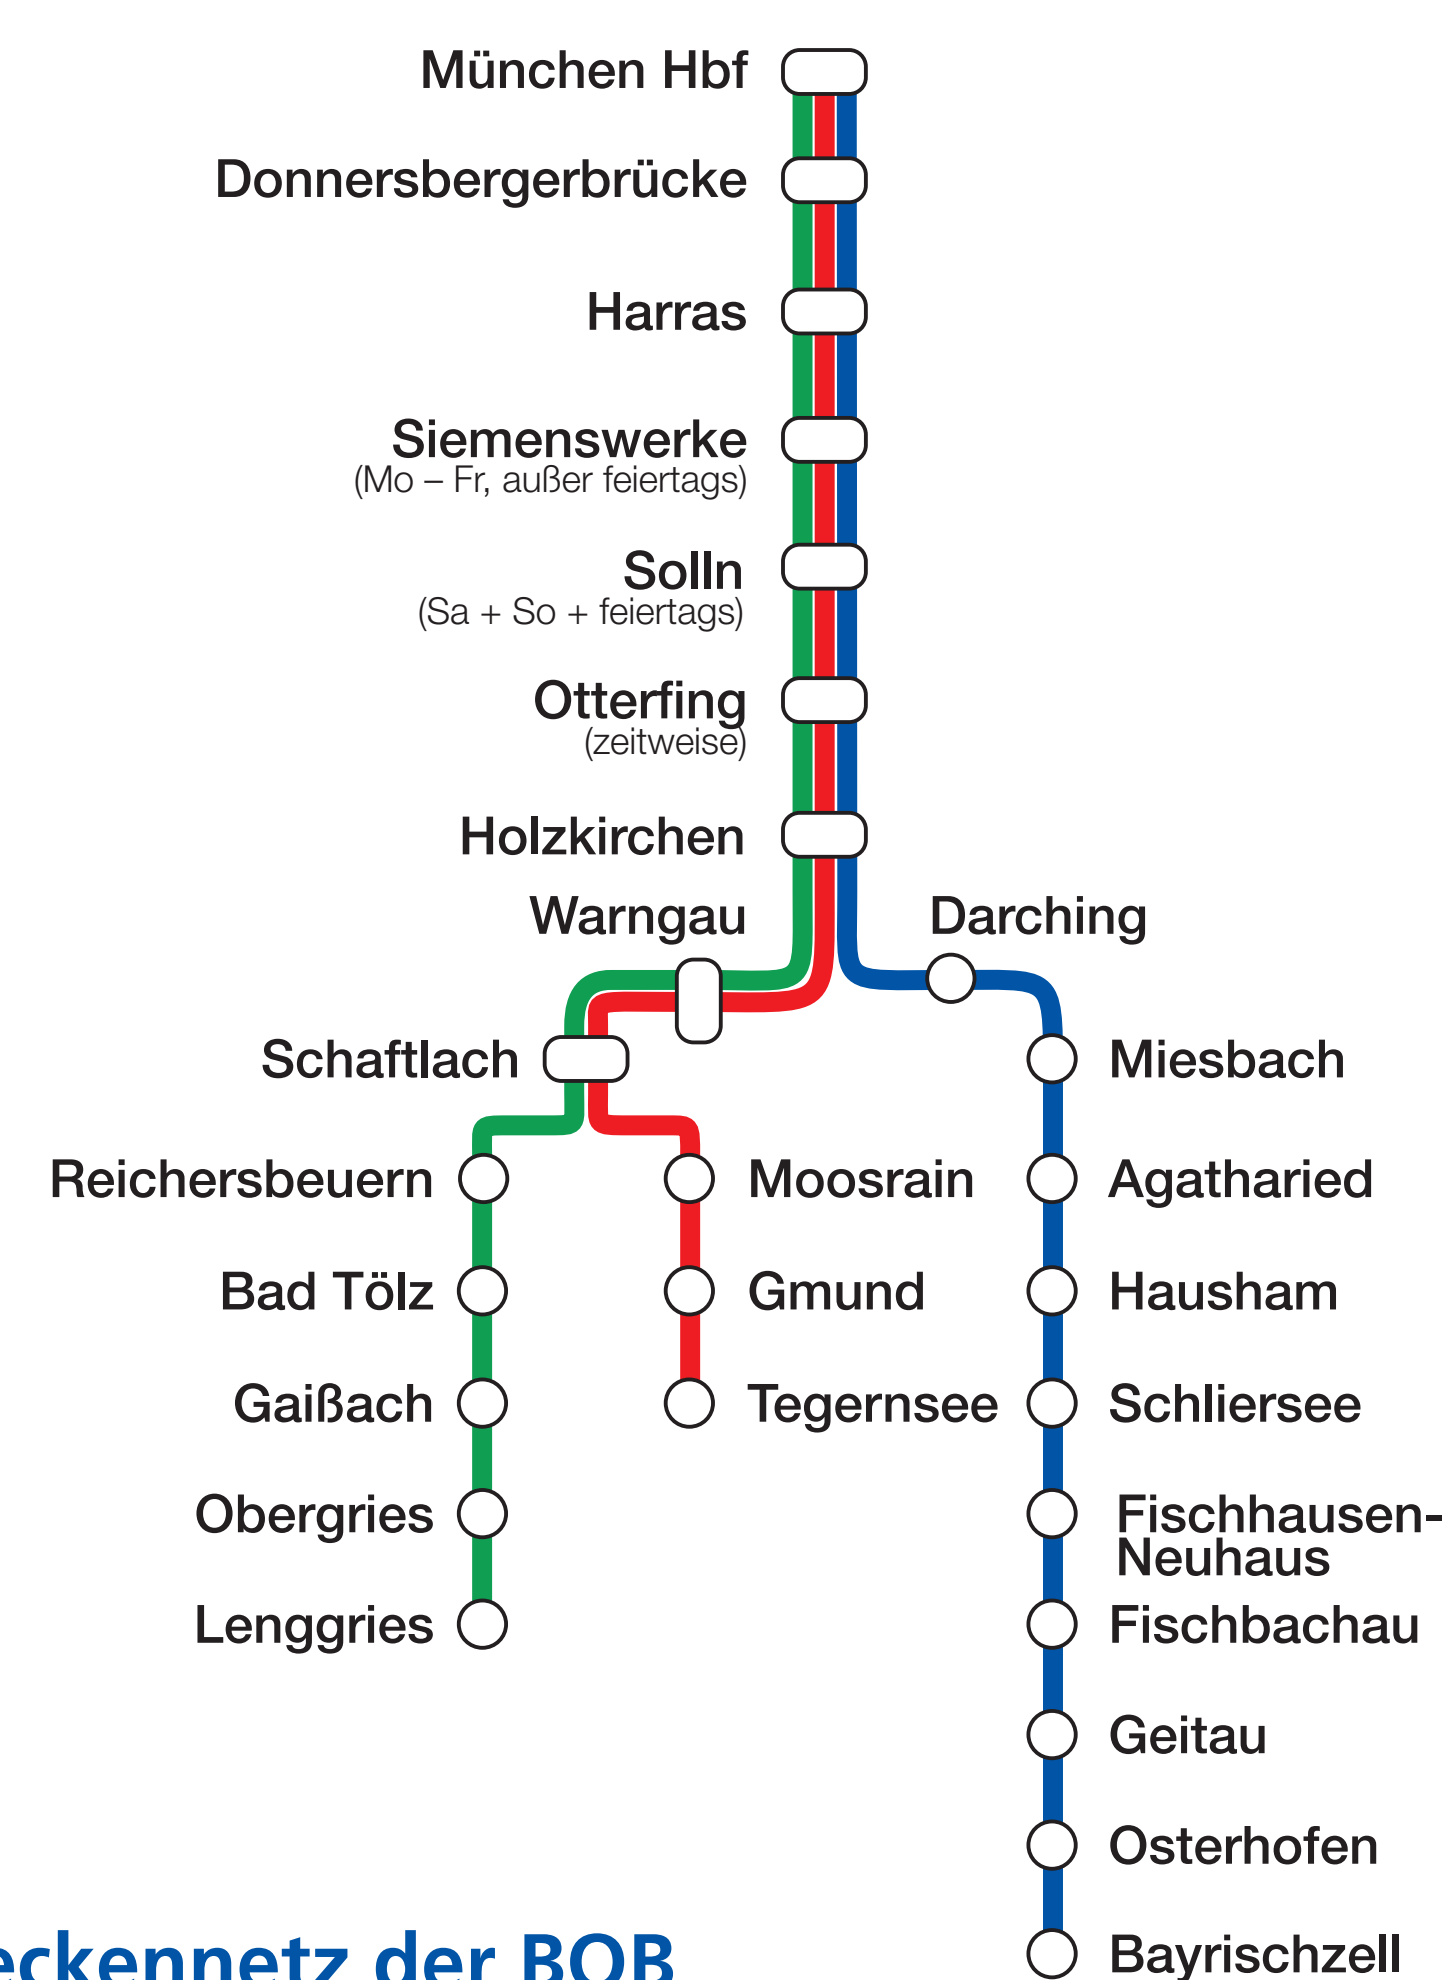 München Hbf
Donnersbergerbrücke
Harras
Siemenswerke
(Mo – Fr, außer feiertags)
Solln
(Sa + So + feiertags)
Otterfing
(zeitweise)
Holzkirchen
Warngau
Darching
Schaftlach
Miesbach
Reichersbeuern
Moosrain
Agatharied
Bad Tölz
Gmund
Hausham
Gaißach
Tegernsee
Schliersee
Obergries
Fischhausen-
Neuhaus
Lenggries
Fischbachau
Geitau
Osterhofen
Bayrischzell
eckennetz der BOB